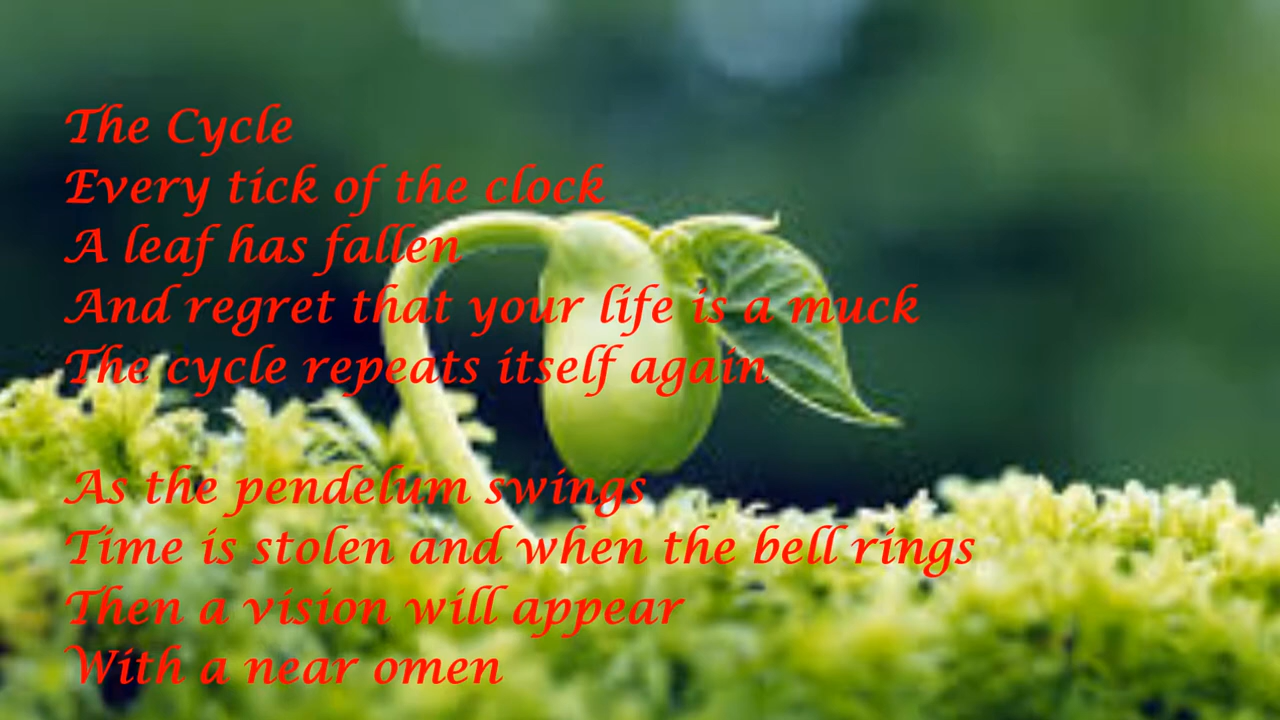 The Cycle
Every tick of the clock
A leaf has fallen
And regret that your life is a muck
The cycle repeats itself again
As the pendelum swings
Time is stolen and when the bell rings
Then a vision will appear
With a near omen